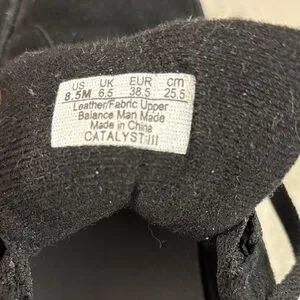 US UK EUR cm
8.5M 6.5 38.5 25.5
Leather/Fabric Upper
Balance Man Made
Made in China
CATALYST III